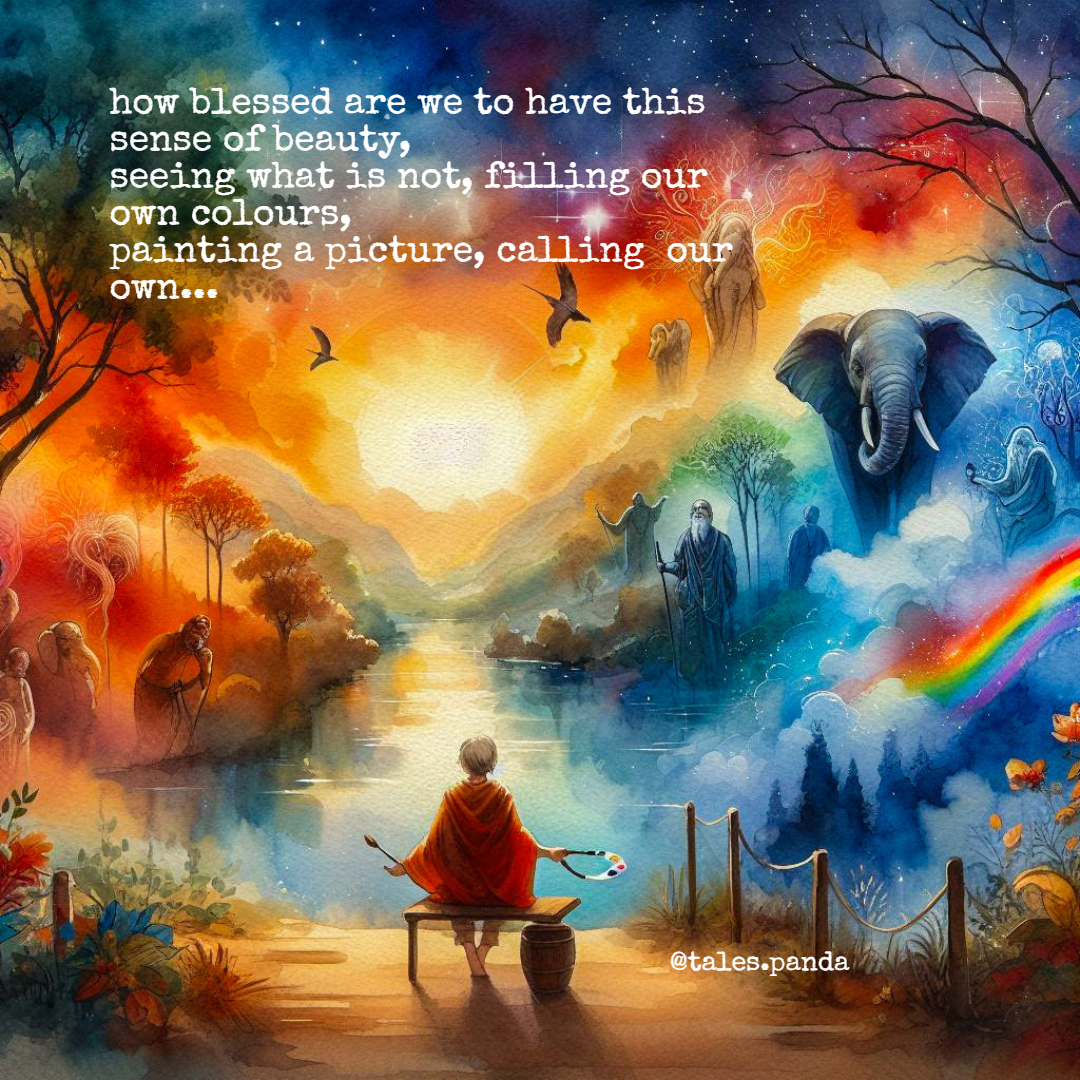 how blessed are we to have this
sense of beauty,
seeing what is not, filling our
own colours,
painting a picture, calling  our
own...
@tales.panda